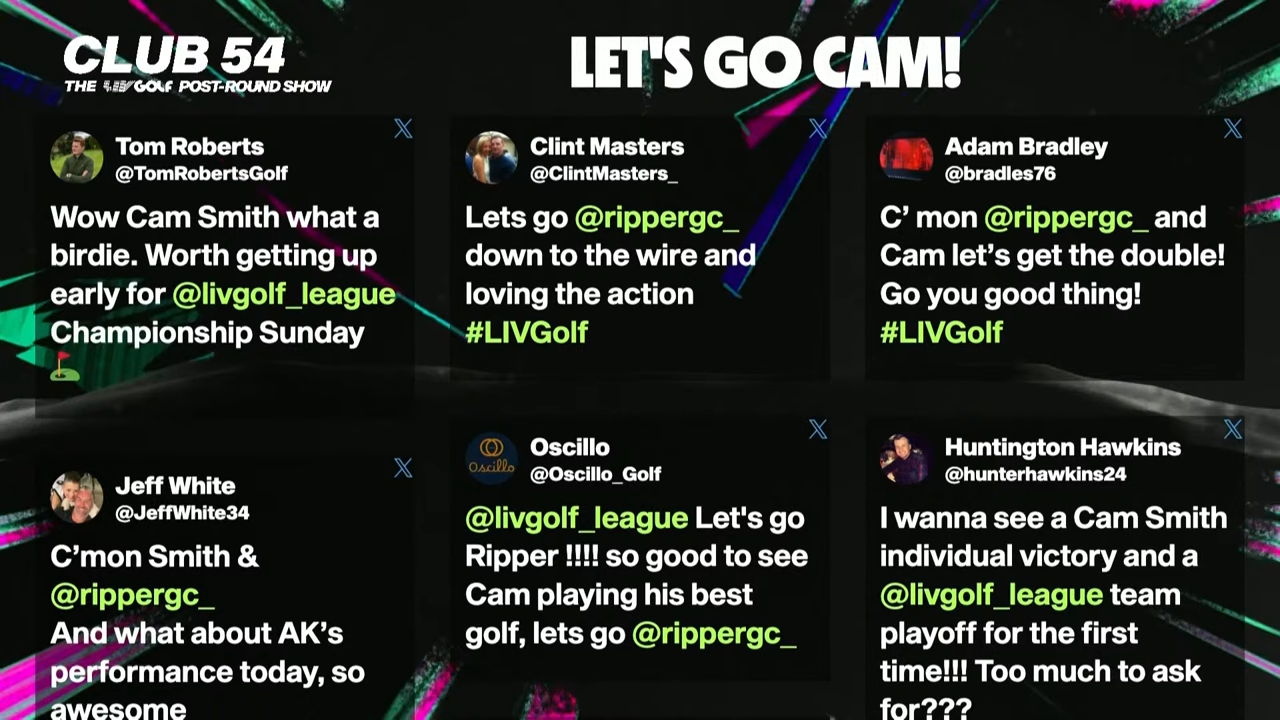 CLUB 54
THE LIV GOLF POST-ROUND SHOW
LET'S GO CAM!
Tom Roberts
@TomRobertsGolf
Wow Cam Smith what a
birdie. Worth getting up
early for @livgolf_league
Championship Sunday
Clint Masters
@ClintMasters_
Lets go @rippergc_
down to the wire and
loving the action
#LIVGolf
Adam Bradley
@bradles76
C’ mon @rippergc_ and
Cam let’s get the double!
Go you good thing!
#LIVGolf
Jeff White
@JeffWhite34
C’mon Smith &
@rippergc_
And what about AK’s
performance today, so
awesome
Oscillo
Oscillo
@Oscillo_Golf
@livgolf_league Let's go
Ripper !!!! so good to see
Cam playing his best
golf, lets go @rippergc_
Huntington Hawkins
@hunterhawkins24
I wanna see a Cam Smith
individual victory and a
@livgolf_league team
playoff for the first
time!!! Too much to ask
for???